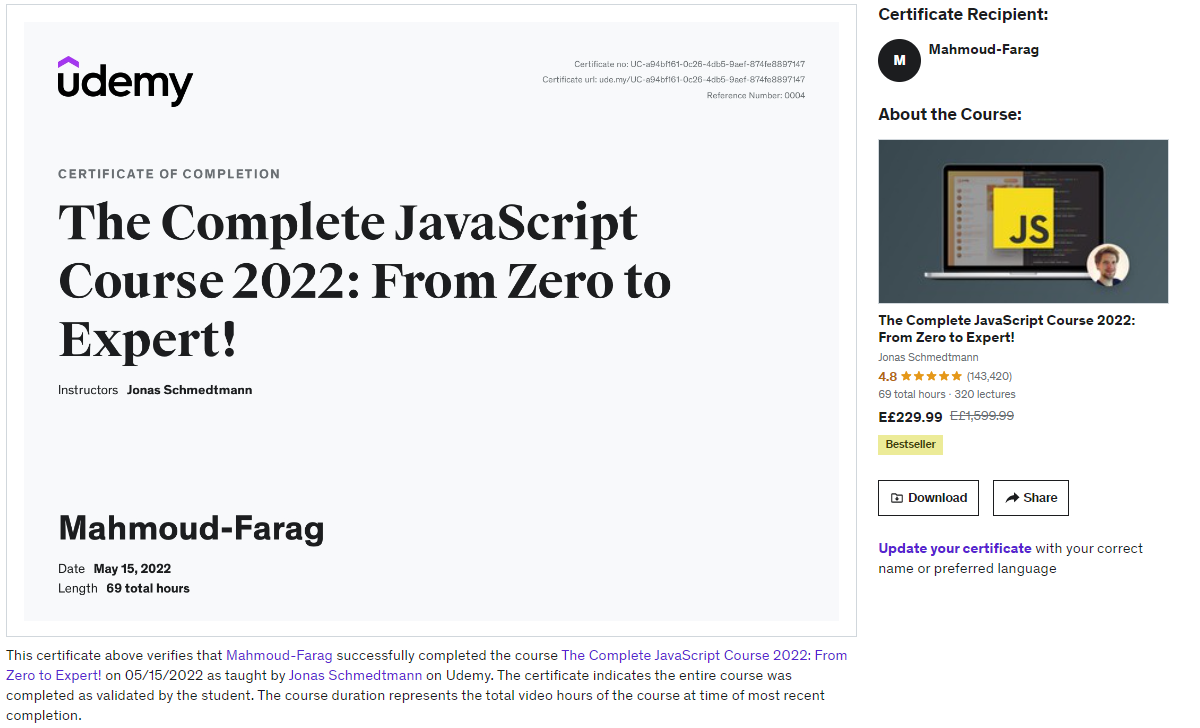 udemy
Certificate no: UC-a94bf161-0c26-4db5-9aef-874fe8897147
Certificate url: ude.my/UC-a94bf161-0c26-4db5-9aef-874fe8897147
Reference Number: 0004
CERTIFICATE OF COMPLETION
The Complete JavaScript
Course 2022: From Zero to
Expert!
Instructors Jonas Schmedtmann
Mahmoud-Farag
Date May 15, 2022
Length 69 total hours
This certificate above verifies that Mahmoud-Farag successfully completed the course The Complete JavaScript Course 2022: From
Zero to Expert! on 05/15/2022 as taught by Jonas Schmedtmann on Udemy. The certificate indicates the entire course was
completed as validated by the student. The course duration represents the total video hours of the course at time of most recent
completion.
Certificate Recipient:
M
Mahmoud-Farag
About the Course:
JS
The Complete JavaScript Course 2022:
From Zero to Expert!
Jonas Schmedtmann
4.8 ★★★★★ (143,420)
69 total hours · 320 lectures
E£229.99 E£1,599.99
Bestseller
Download
Share
Update your certificate with your correct
name or preferred language